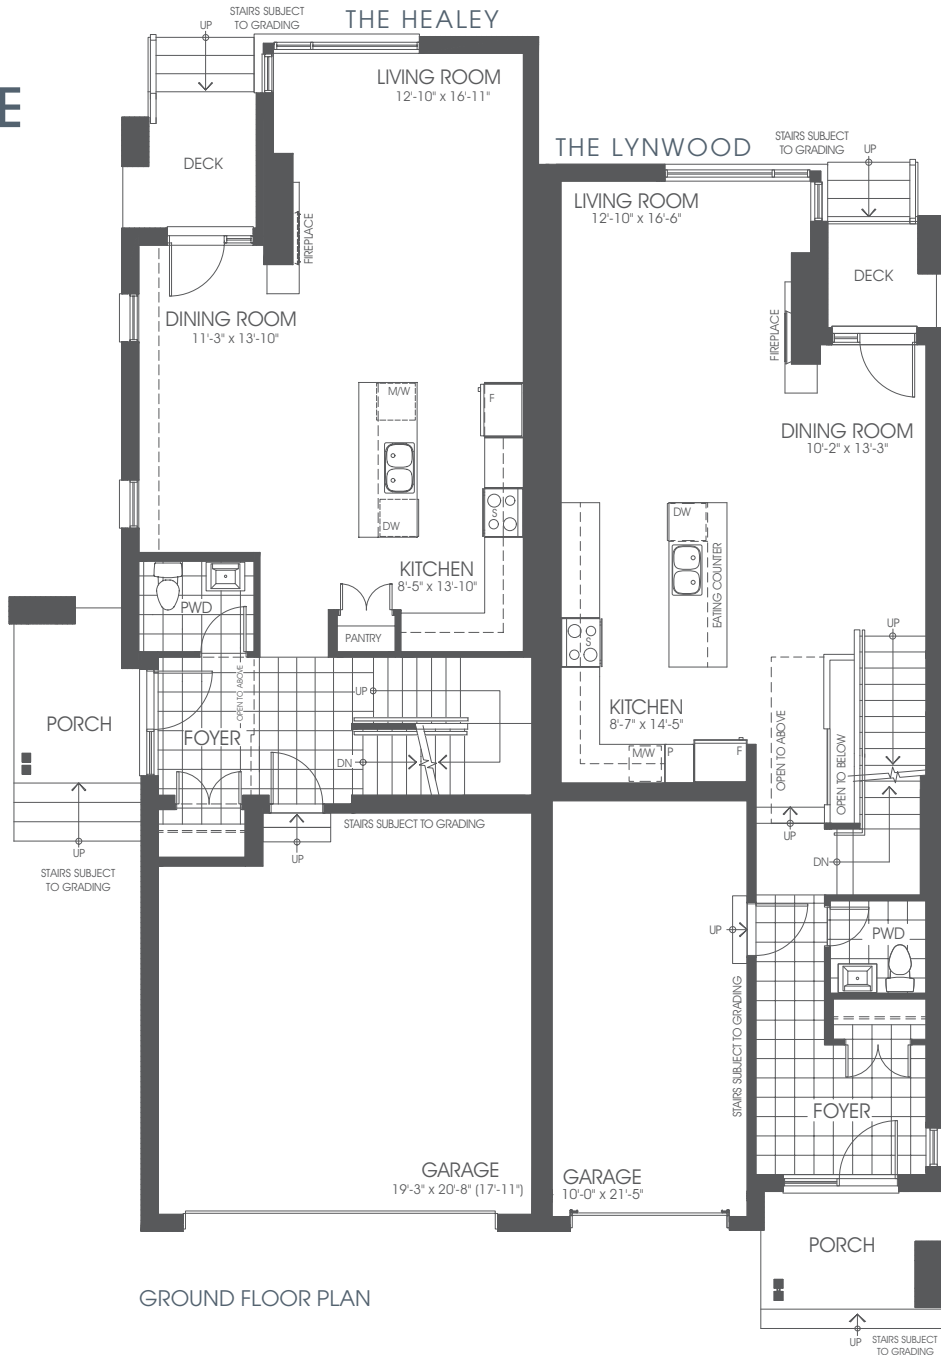 E
THE HEALEY
STAIRS SUBJECT
TO GRADING
UP
LIVING ROOM
12'-10" x 16'-11"
DECK
FIREPLACE
DINING ROOM
11'-3" x 13'-10"
M/W
F
S
DW
KITCHEN
8'-5" x 13'-10"
PWD
PANTRY
OPEN TO ABOVE
UP
PORCH
FOYER
DN
STAIRS SUBJECT TO GRADING
UP
UP
STAIRS SUBJECT
TO GRADING
GARAGE
19'-3" x 20'-8" (17'-11")
THE LYNWOOD
STAIRS SUBJECT
TO GRADING
UP
LIVING ROOM
12'-10" x 16'-6"
DECK
FIREPLACE
DINING ROOM
10'-2" x 13'-3"
DW
EATING COUNTER
S
UP
KITCHEN
8'-7" x 14'-5"
M/W
P
F
OPEN TO ABOVE
OPEN TO BELOW
UP
DN
UP
PWD
STAIRS SUBJECT TO GRADING
FOYER
GARAGE
10'-0" x 21'-5"
PORCH
UP
STAIRS SUBJECT
TO GRADING
GROUND FLOOR PLAN